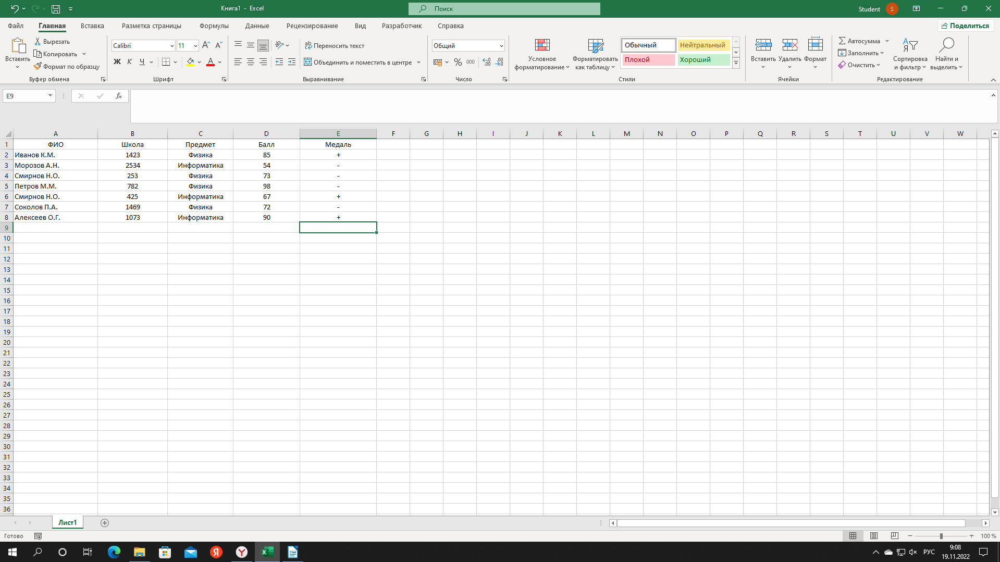 Книга1 - Excel
Поиск
Student
S
Файл Главная Вставка Разметка страницы Формулы Данные Рецензирование Вид Разработчик Справка
Поделиться
Вставить
Вырезать
Копировать
Формат по образцу
Буфер обмена
Calibri 11
Ж К Ч
Шрифт
Переносить текст
Объединить и поместить в центре
Выравнивание
Общий
% 000
Число
Условное форматирование
Форматировать как таблицу
Обычный Нейтральный
Плохой Хороший
Стили
Вставить Удалить Формат
Ячейки
Автосумма
Заполнить
Очистить
Сортировка и фильтр
Найти и выделить
Редактирование
E9
fx
A B C D E F G H I J K L M N O P Q R S T U V W
1 ФИО Школа Предмет Балл Медаль
2 Иванов К.М. 1423 Физика 85 +
3 Морозов А.Н. 2534 Информатика 54 -
4 Смирнов Н.О. 253 Физика 73 -
5 Петров М.М. 782 Физика 98 -
6 Смирнов Н.О. 425 Информатика 67 +
7 Соколов П.А. 1469 Физика 72 -
8 Алексеев О.Г. 1073 Информатика 90 +
9
10
11
12
13
14
15
16
17
18
19
20
21
22
23
24
25
26
27
28
29
30
31
32
33
34
35
36
Лист1
Готово
100 %
РУС
9:08
19.11.2022